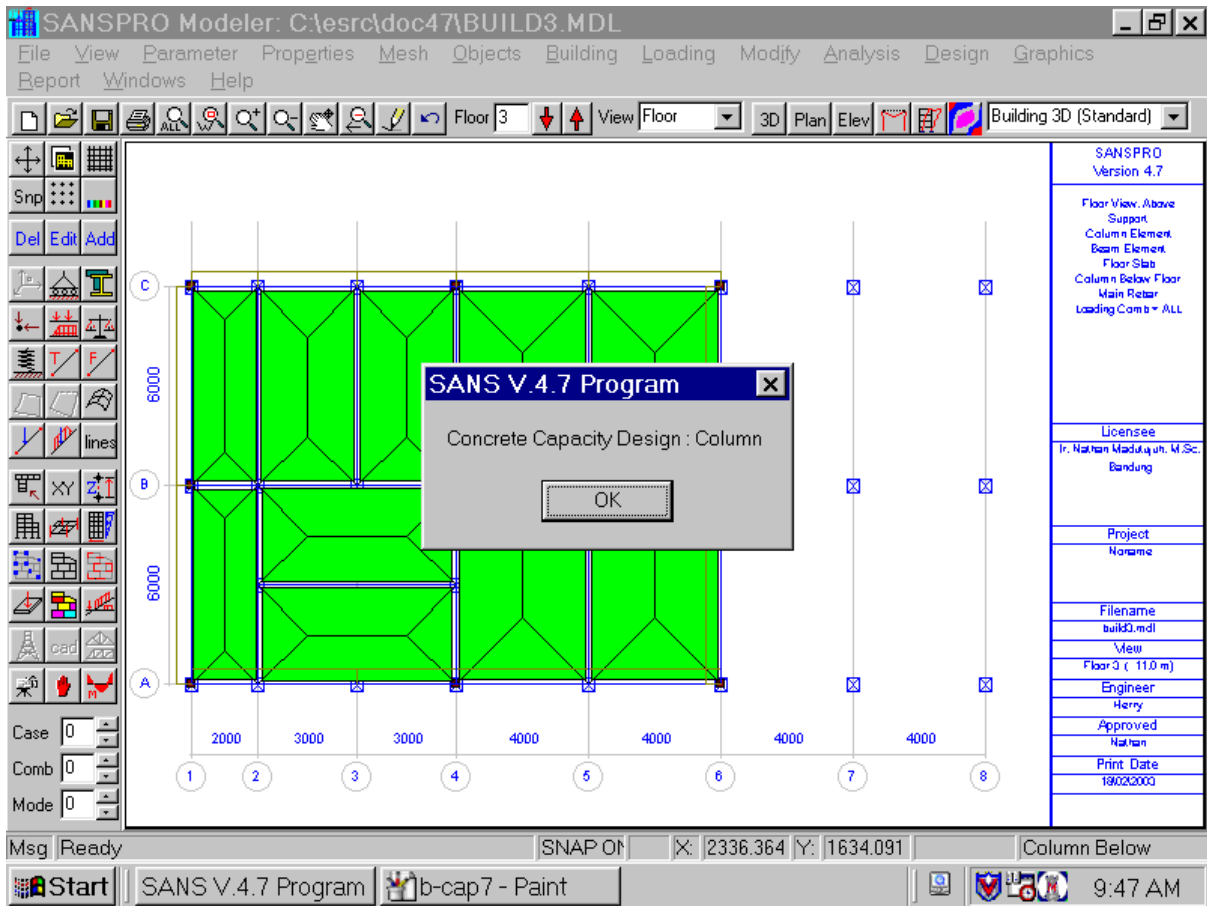 SANSPRO Modeler: C:\esrc\doc47\BUILD3.MDL
File View Parameter Properties Mesh Objects Building Loading Modify Analysis Design Graphics
Report Windows Help
ALL Floor 3 View Floor 3D Plan Elev Building 3D (Standard)
Snp
Del Edit Add
T F
lines
XY Z
cad
M
Case 0
Comb 0
Mode 0
C
B
A
6000
6000
2000 3000 3000 4000 4000 4000 4000
1 2 3 4 5 6 7 8
SANS V.4.7 Program
Concrete Capacity Design : Column
OK
SANSPRO
Version 4.7
Floor View. Above
Support
Column Element
Beam Element
Floor Slab
Column Below Floor
Main Rebar
Loading Comb = ALL
Licensee
Ir. Nathan Madutujuh, M.Sc.
Bandung
Project
Noname
Filename
build3.mdl
View
Floor 3 ( 11.0 m)
Engineer
Herry
Approved
Nathan
Print Date
18/02/2003
Msg Ready SNAP ON X: 2336.364 Y: 1634.091 Column Below
Start SANS V.4.7 Program b-cap7 - Paint 9:47 AM